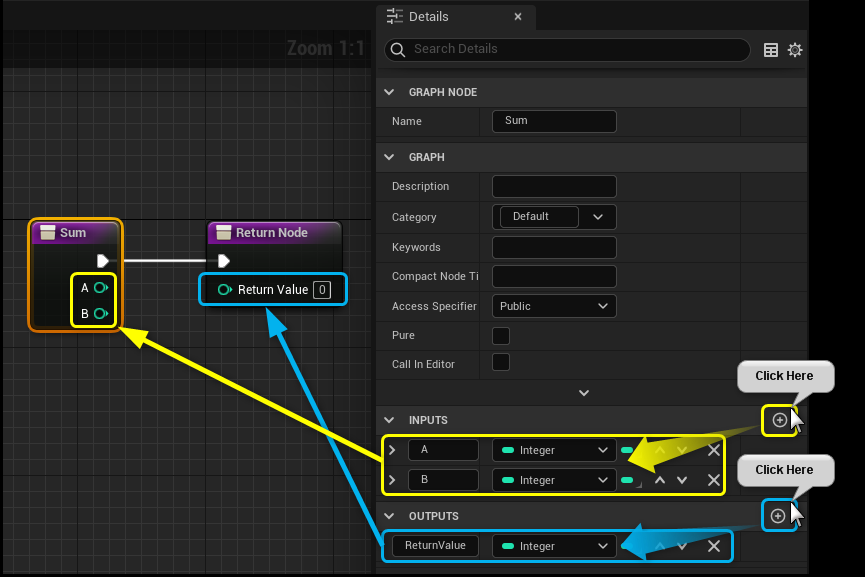 Details
Zoom 1:1
Search Details
GRAPH NODE
Name
Sum
GRAPH
Description
Category
Default
Keywords
Compact Node Ti
Access Specifier
Public
Pure
Call In Editor
Sum
A
B
Return Node
Return Value 0
Click Here
INPUTS
A
Integer
B
Integer
Click Here
OUTPUTS
ReturnValue
Integer